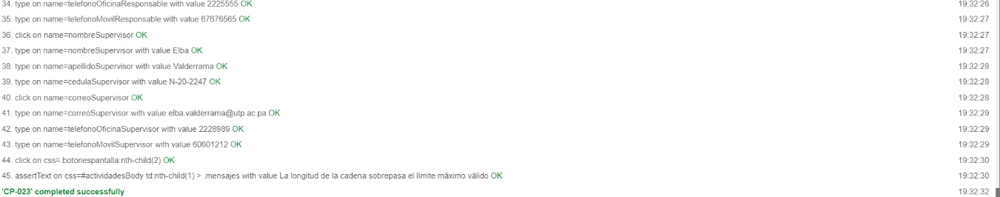 34. type on name=telefonoOficinaResponsable with value 2225555 OK 19:32:26
35. type on name=telefonoMovilResponsable with value 67676565 OK 19:32:27
36. click on name=nombreSupervisor OK 19:32:27
37. type on name=nombreSupervisor with value Elba OK 19:32:27
38. type on name=apellidoSupervisor with value Valderrama OK 19:32:28
39. type on name=cedulaSupervisor with value N-20-2247 OK 19:32:28
40. click on name=correoSupervisor OK 19:32:28
41. type on name=correoSupervisor with value elba.valderrama@utp.ac.pa OK 19:32:29
42. type on name=telefonoOficinaSupervisor with value 2228989 OK 19:32:29
43. type on name=telefonoMovilSupervisor with value 60601212 OK 19:32:29
44. click on css=.botonespantalla:nth-child(2) OK 19:32:30
45. assertText on css=#actividadesBody td:nth-child(1) > .mensajes with value La longitud de la cadena sobrepasa el límite máximo válido OK 19:32:30
'CP-023' completed successfully 19:32:32